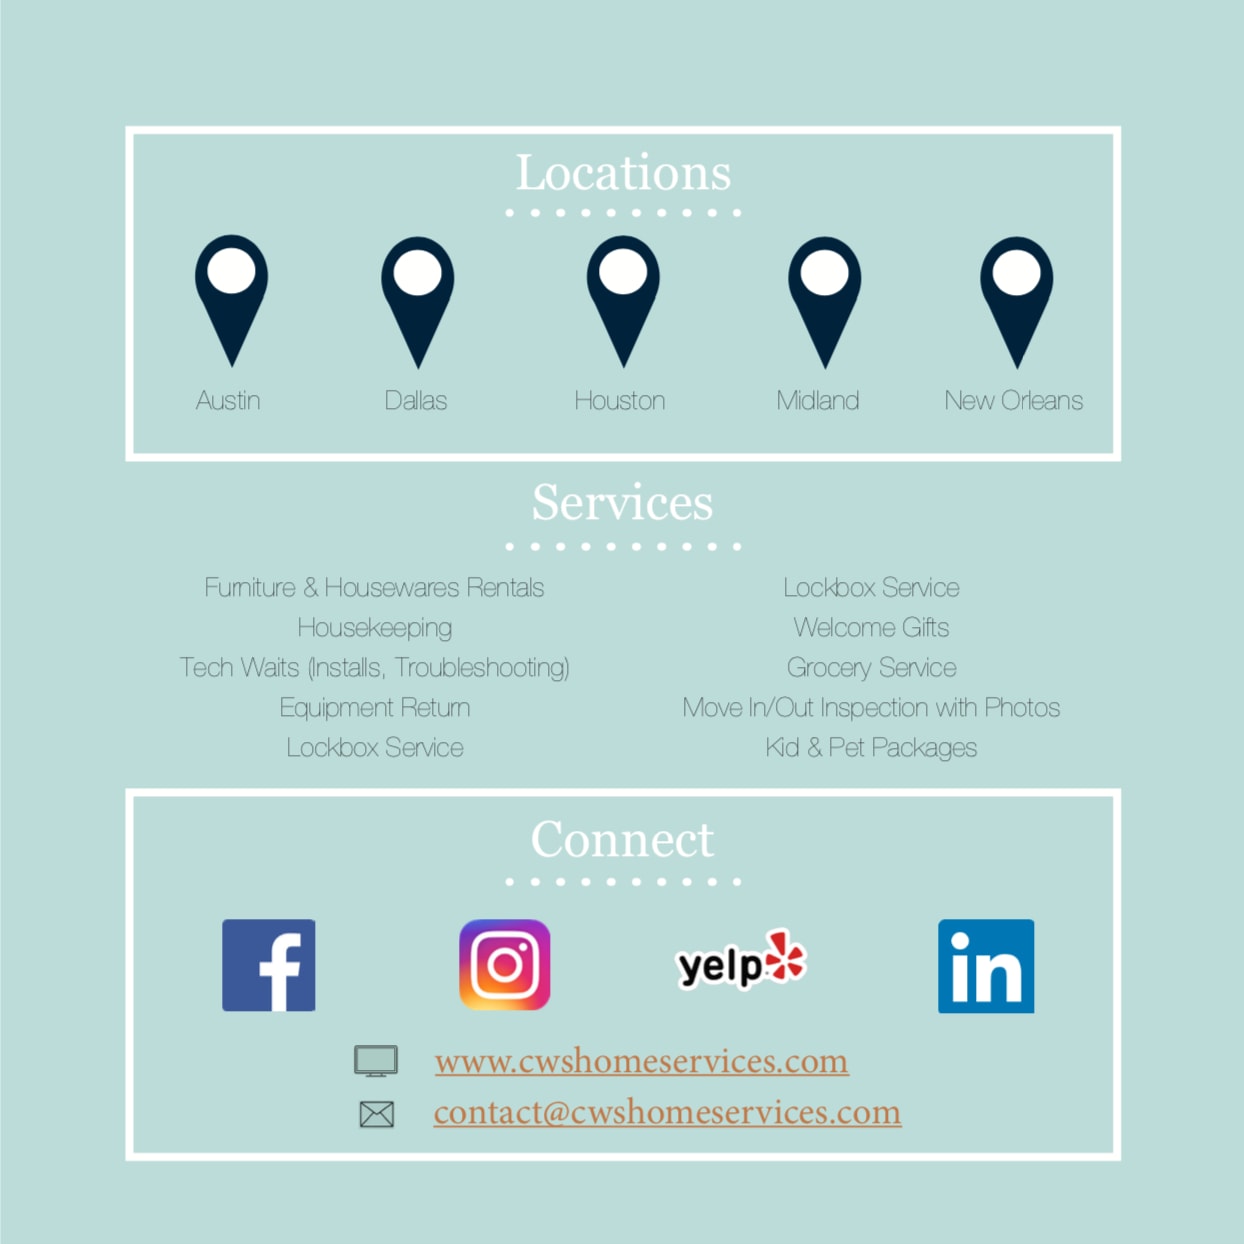 Locations
Austin
Dallas
Houston
Midland
New Orleans
Services
Furniture & Housewares Rentals
Housekeeping
Tech Waits (Installs, Troubleshooting)
Equipment Return
Lockbox Service
Lockbox Service
Welcome Gifts
Grocery Service
Move In/Out Inspection with Photos
Kid & Pet Packages
Connect
f
yelp
in
www.cwshomeservices.com
contact@cwshomeservices.com